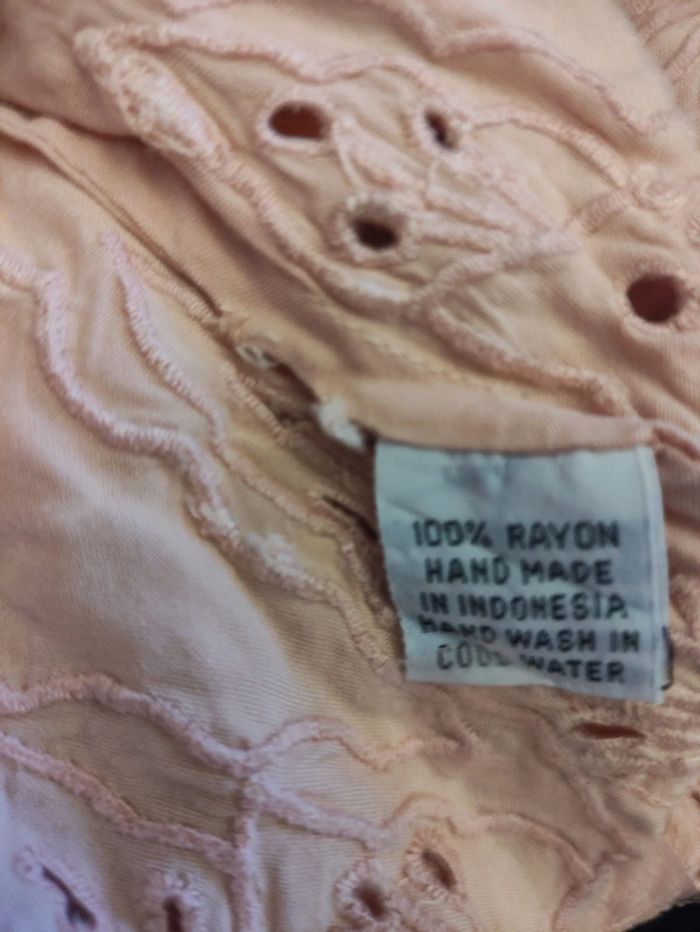 100% RAYON
HAND MADE
IN INDONESIA
HAND WASH IN
COOL WATER